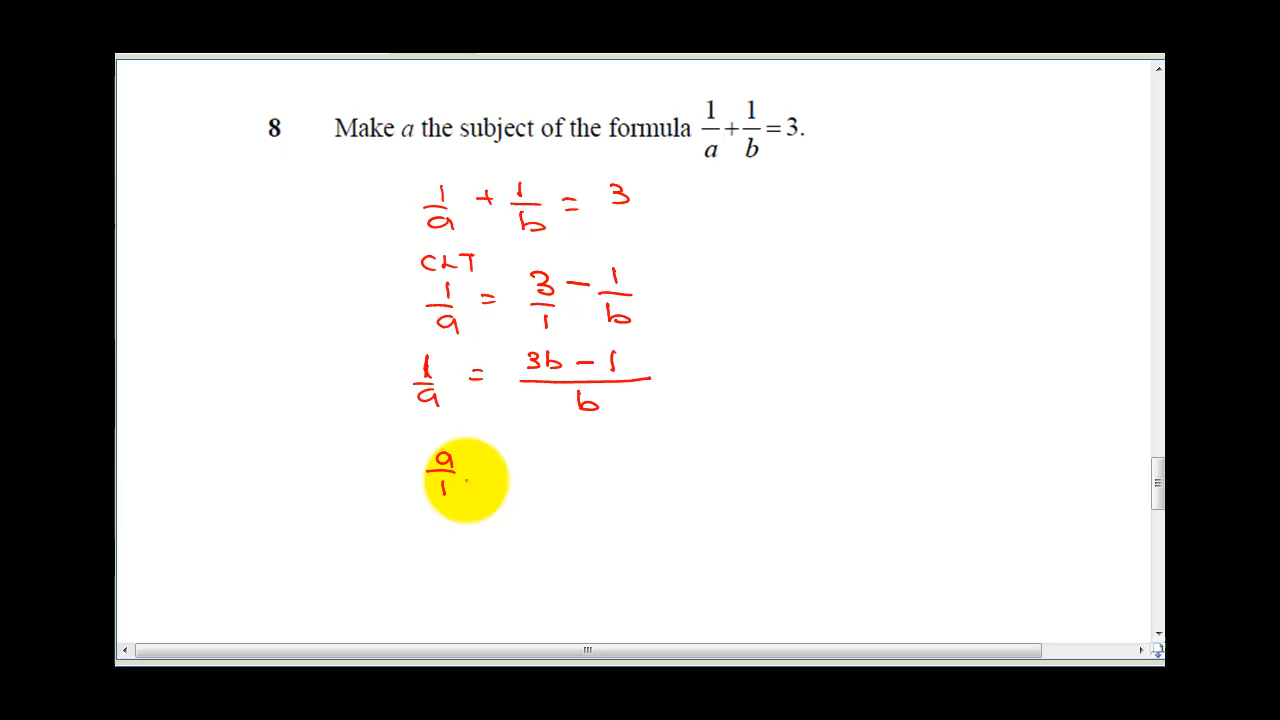 8 Make a the subject of the formula 1/a + 1/b = 3.
1/a + 1/b = 3
CLT
1/a = 3/1 - 1/b
1/a = (3b - 1)/b
a/1